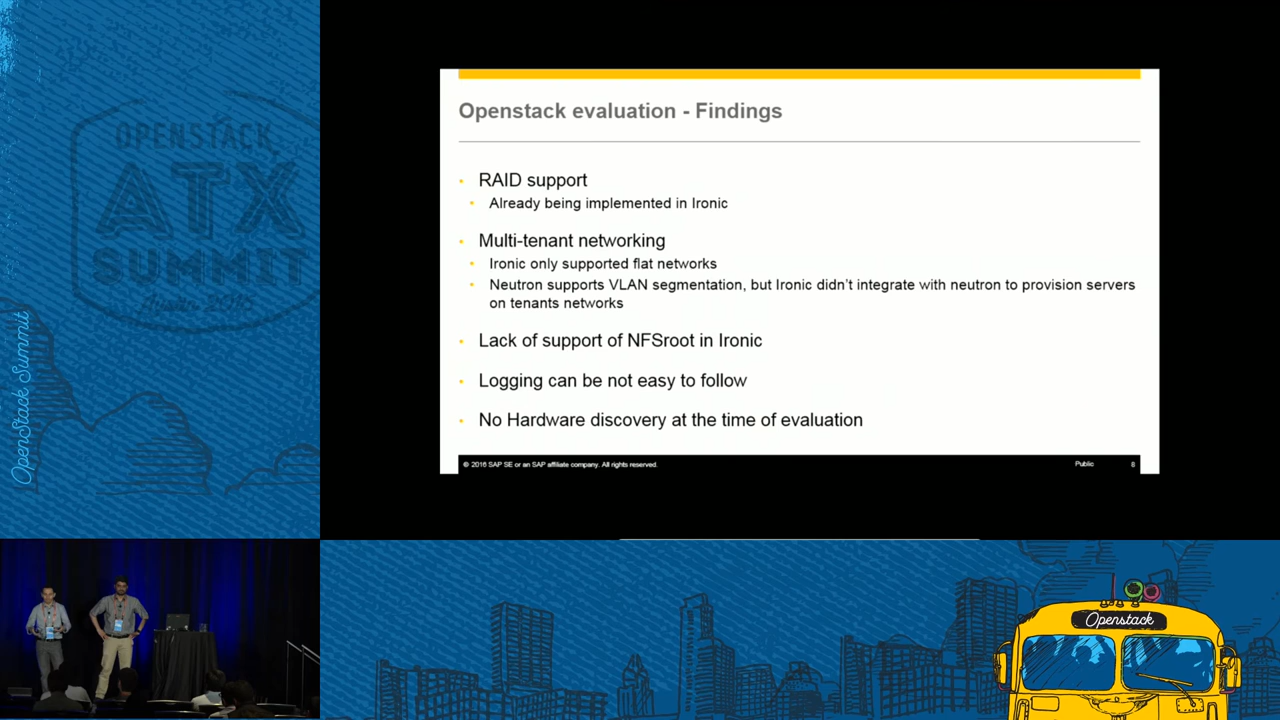 OPENSTACK
ATX
SUMMIT
Austin, 2016
OpenStack Summit
Openstack evaluation - Findings
RAID support
Already being implemented in Ironic
Multi-tenant networking
Ironic only supported flat networks
Neutron supports VLAN segmentation, but Ironic didn't integrate with neutron to provision servers
on tenants networks
Lack of support of NFSroot in Ironic
Logging can be not easy to follow
No Hardware discovery at the time of evaluation
© 2016 SAP SE or an SAP affiliate company. All rights reserved.
Public
8
Openstack